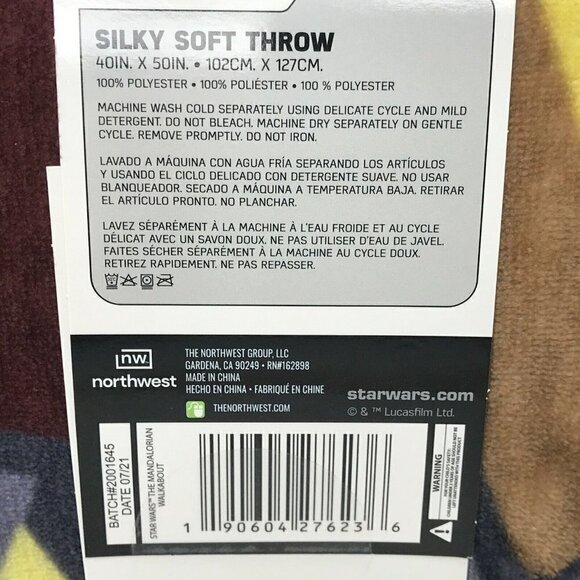 SILKY SOFT THROW
40IN. X 50IN. • 102CM. X 127CM.
100% POLYESTER • 100% POLIÉSTER • 100 % POLYESTER
MACHINE WASH COLD SEPARATELY USING DELICATE CYCLE AND MILD
DETERGENT. DO NOT BLEACH. MACHINE DRY SEPARATELY ON GENTLE
CYCLE. REMOVE PROMPTLY. DO NOT IRON.
LAVADO A MÁQUINA CON AGUA FRÍA SEPARANDO LOS ARTÍCULOS
Y USANDO EL CICLO DELICADO CON DETERGENTE SUAVE. NO USAR
BLANQUEADOR. SECADO A MÁQUINA A TEMPERATURA BAJA. RETIRAR
EL ARTÍCULO PRONTO. NO PLANCHAR.
LAVEZ SÉPARÉMENT À LA MACHINE À L'EAU FROIDE ET AU CYCLE
DÉLICAT AVEC UN SAVON DOUX. NE PAS UTILISER D'EAU DE JAVEL.
FAITES SÉCHER SÉPARÉMENT À LA MACHINE AU CYCLE DOUX.
RETIREZ RAPIDEMENT. NE PAS REPASSER.
nw
northwest
THE NORTHWEST GROUP, LLC
GARDENA, CA 90249 • RN#162898
MADE IN CHINA
HECHO EN CHINA • FABRIQUÉ EN CHINE
THENORTHWEST.COM
starwars.com
© & ™ Lucasfilm Ltd.
BATCH#2001645
DATE 07/21
STAR WARS™THE MANDALORIAN
WALKABOUT
1 90604 27623 6
WARNING